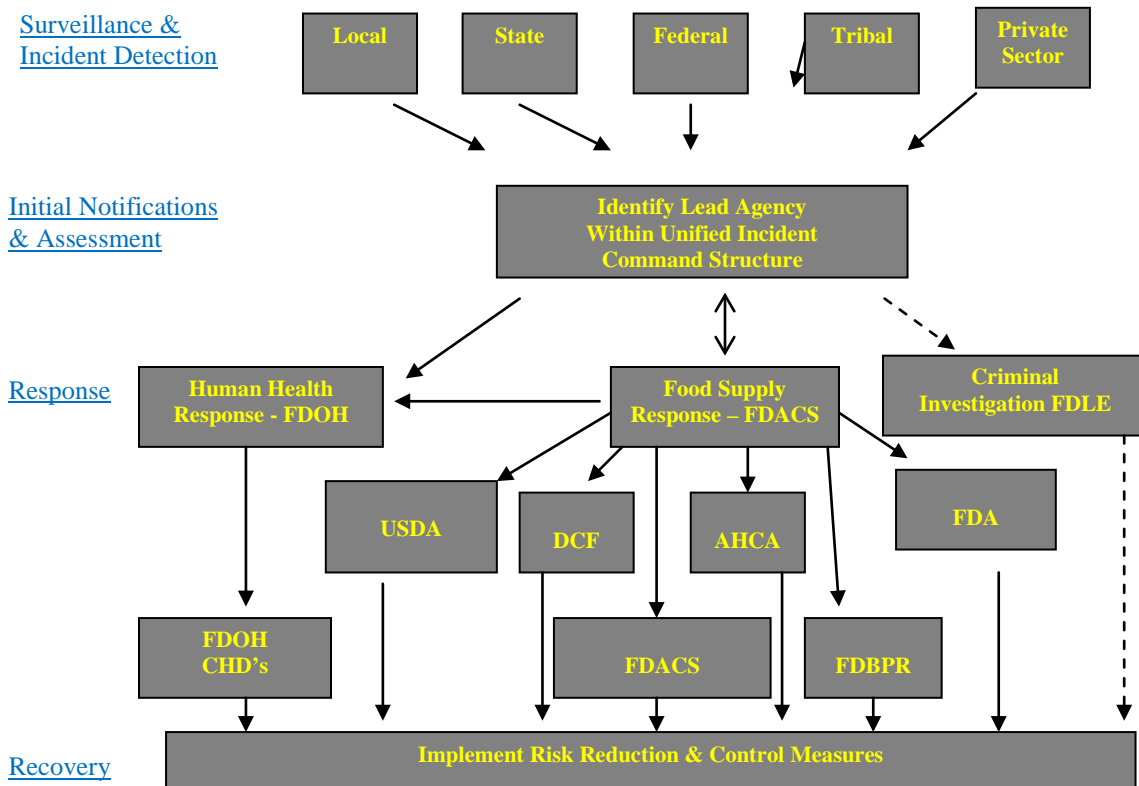 Surveillance &
Incident Detection
Local
State
Federal
Tribal
Private
Sector
Initial Notifications
& Assessment
Identify Lead Agency
Within Unified Incident
Command Structure
Response
Human Health
Response - FDOH
Food Supply
Response – FDACS
Criminal
Investigation FDLE
USDA
DCF
AHCA
FDA
FDOH
CHD's
FDACS
FDBPR
Recovery
Implement Risk Reduction & Control Measures